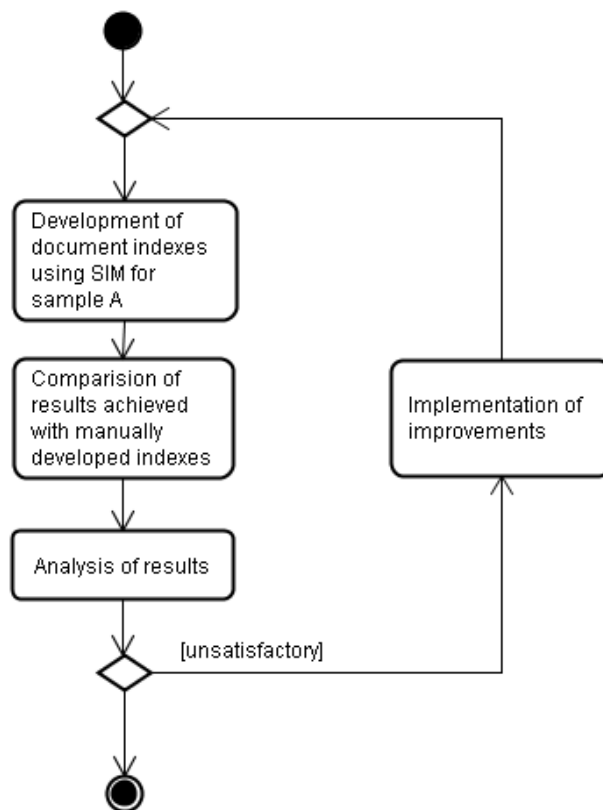 Development of
document indexes
using SIM for
sample A
Comparision of
results achieved
with manually
developed indexes
Implementation of
improvements
Analysis of results
[unsatisfactory]